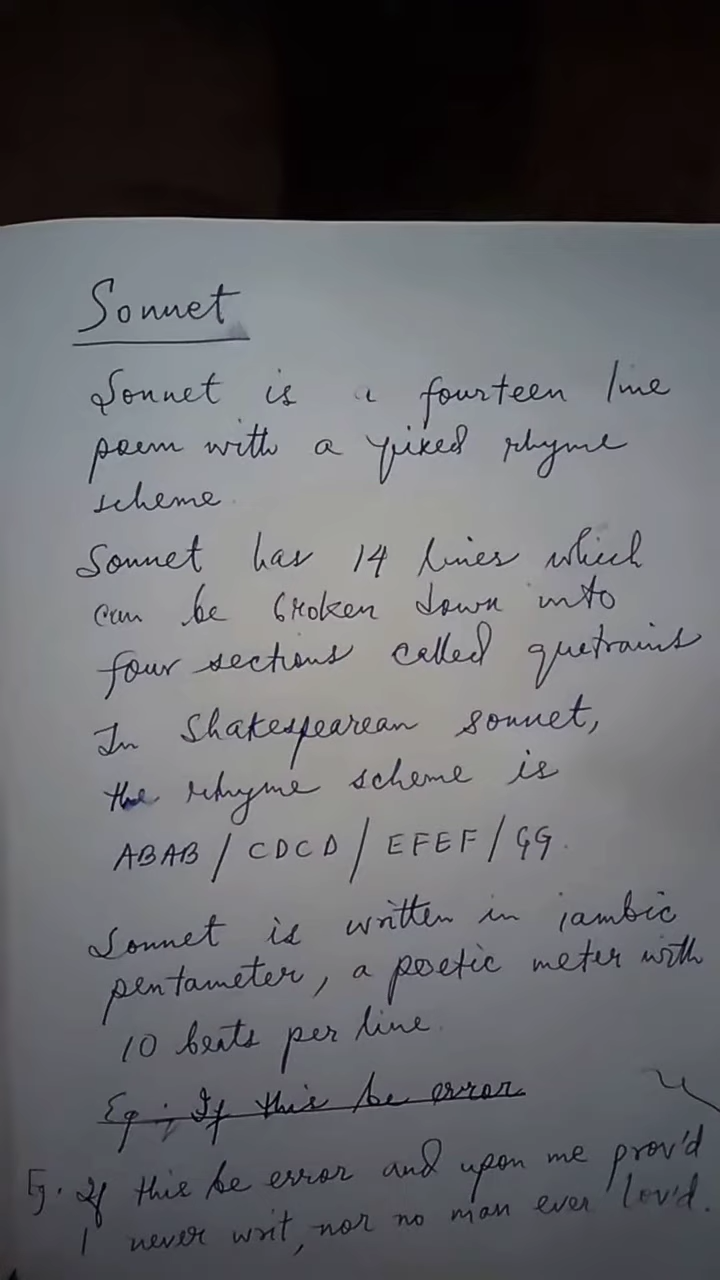 Sonnet
Sonnet is a fourteen line
poem with a fixed rhyme
scheme
Sonnet has 14 lines which
can be broken down into
four sections called quetrains
In Shakespearean sonnet,
the rhyme scheme is
ABAB / CDCD / EFEF / GG.
Sonnet is written in iambic
pentameter, a poetic meter with
10 beats per line.
Eg:- If this be error
Eg. If this be error and upon me prov'd
I never writ, nor no man ever lov'd.